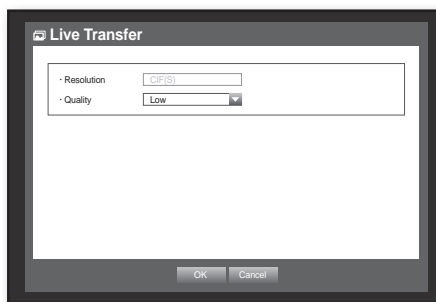 Live Transfer
· Resolution CIF(S)
· Quality Low
OK Cancel